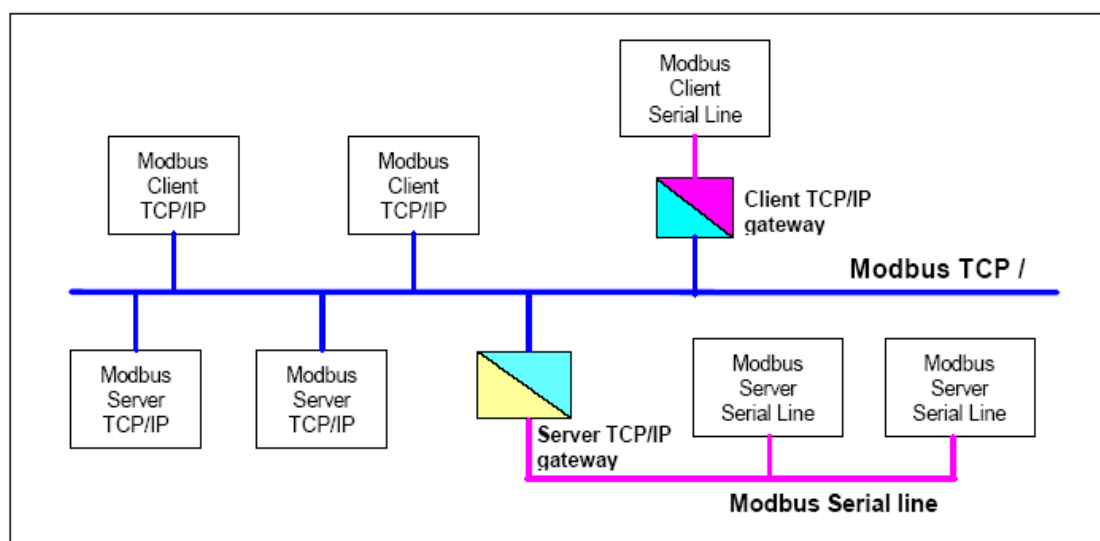 Modbus
Client
Serial Line
Modbus
Client
TCP/IP
Modbus
Client
TCP/IP
Client TCP/IP
gateway
Modbus TCP /
Modbus
Server
TCP/IP
Modbus
Server
TCP/IP
Modbus
Server
Serial Line
Modbus
Server
Serial Line
Server TCP/IP
gateway
Modbus Serial line